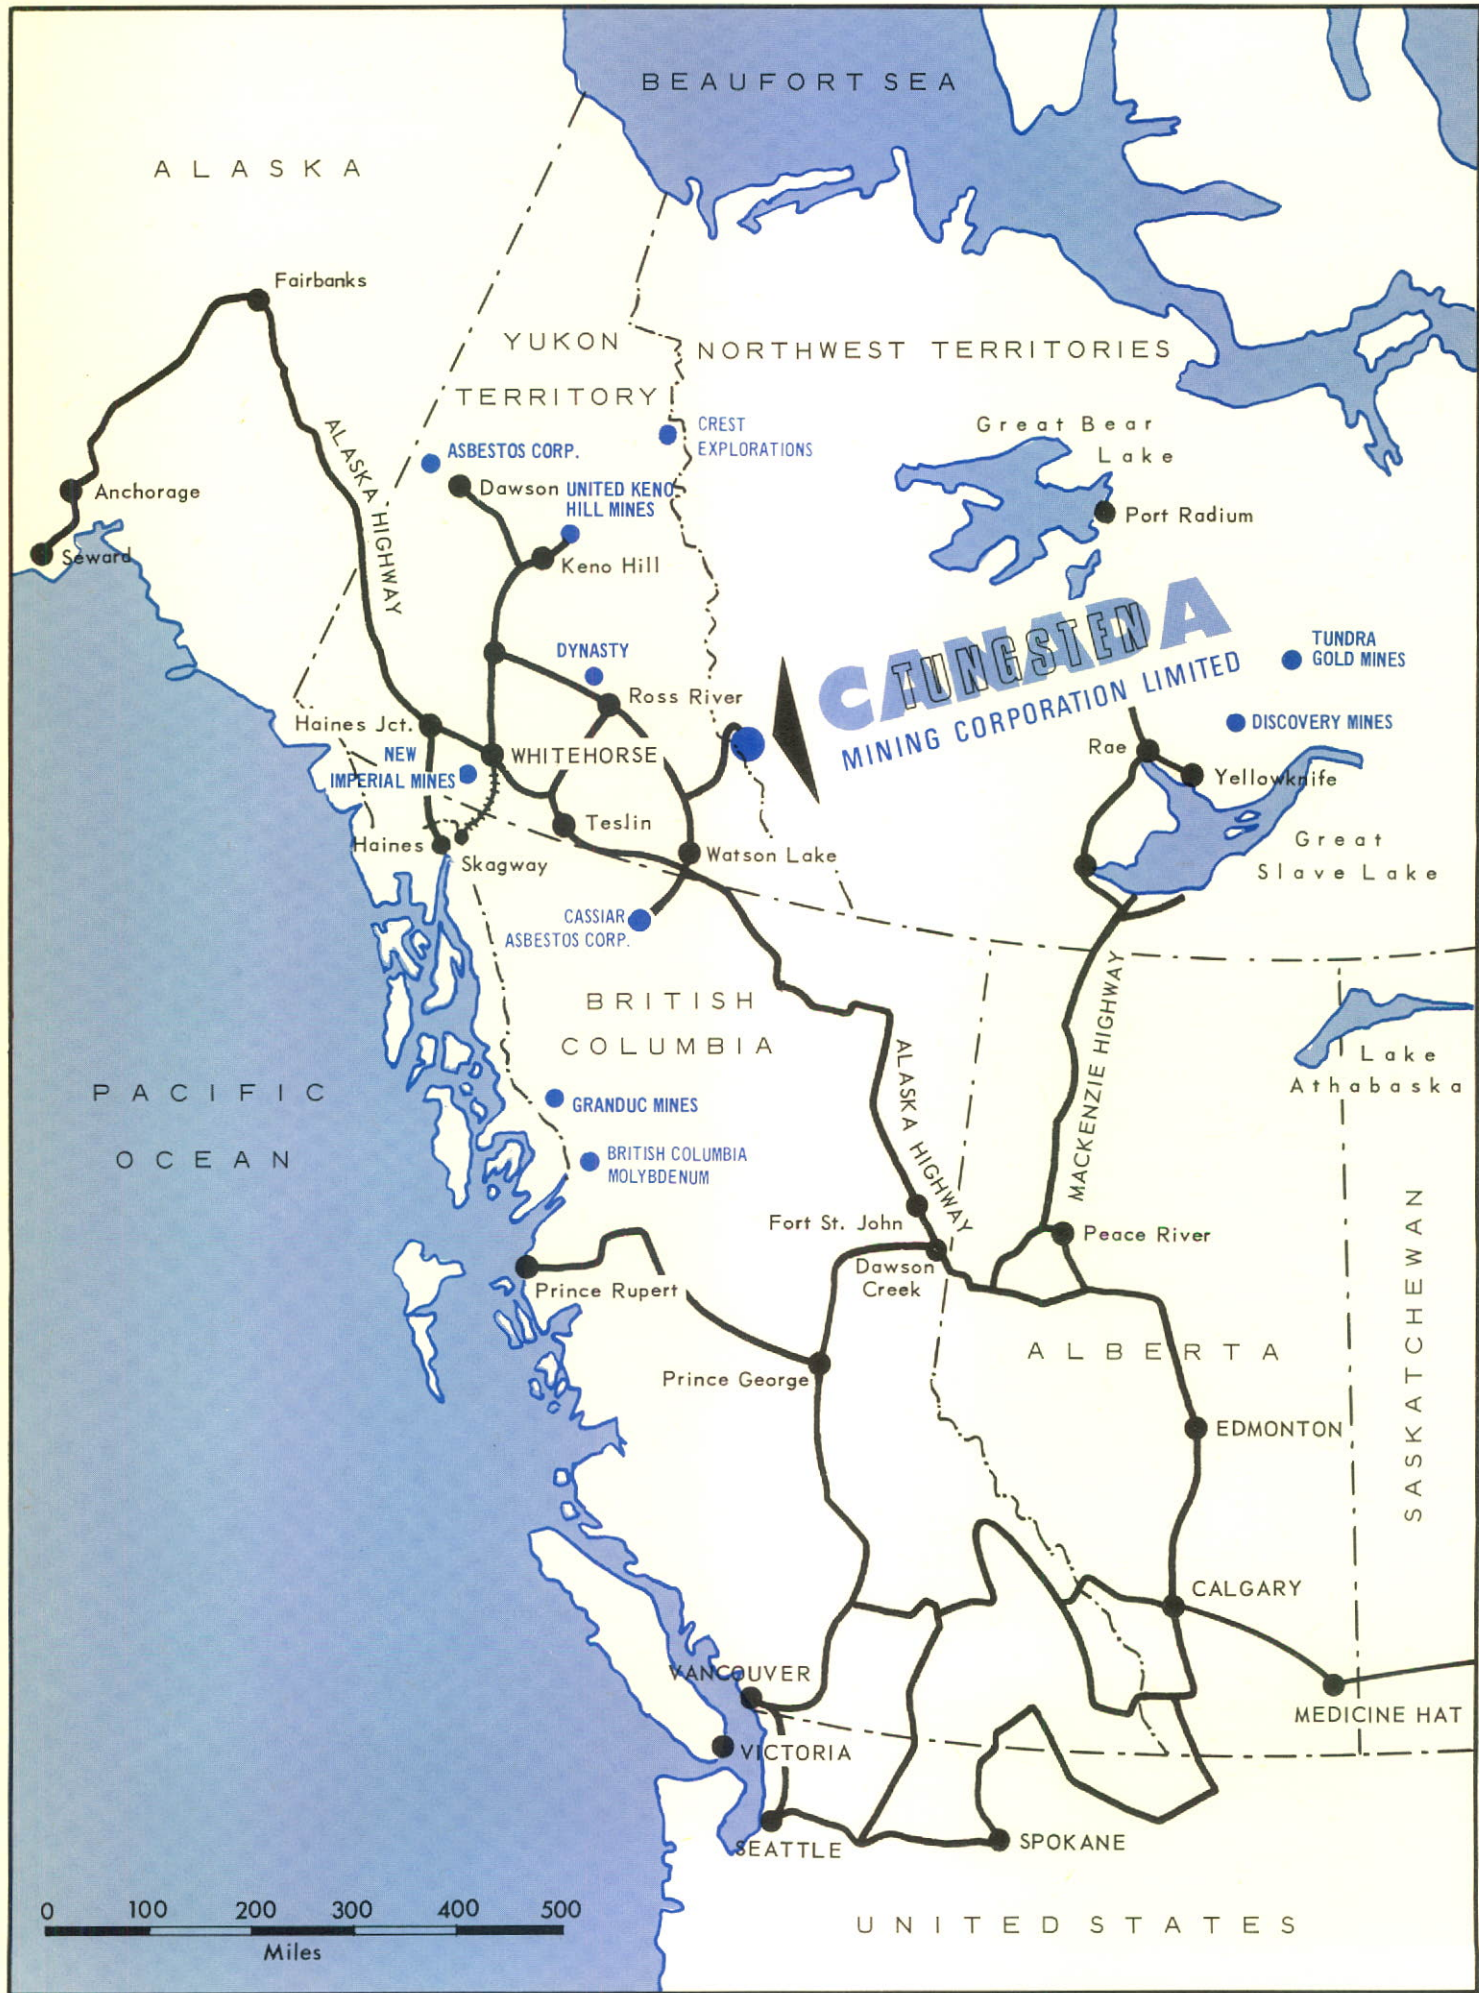 BEAUFORT SEA
ALASKA
Fairbanks
YUKON
TERRITORY
NORTHWEST TERRITORIES
CREST
EXPLORATIONS
Great Bear
Lake
ASBESTOS CORP.
Dawson
UNITED KENO
HILL MINES
ALASKA HIGHWAY
Anchorage
Port Radium
Seward
Keno Hill
CANADA
TUNGSTEN
MINING CORPORATION LIMITED
TUNDRA
GOLD MINES
DYNASTY
Ross River
DISCOVERY MINES
Haines Jct.
WHITEHORSE
NEW
IMPERIAL MINES
Rae
Yellowknife
Teslin
Haines
Skagway
Watson Lake
Great
Slave Lake
CASSIAR
ASBESTOS CORP.
BRITISH
COLUMBIA
ALASKA HIGHWAY
MACKENZIE HIGHWAY
Lake
Athabaska
PACIFIC
OCEAN
GRANDUC MINES
BRITISH COLUMBIA
MOLYBDENUM
Fort St. John
Dawson
Creek
Peace River
Prince Rupert
SASKATCHEWAN
ALBERTA
Prince George
EDMONTON
CALGARY
VANCOUVER
MEDICINE HAT
VICTORIA
SEATTLE
SPOKANE
0 100 200 300 400 500
Miles
UNITED STATES